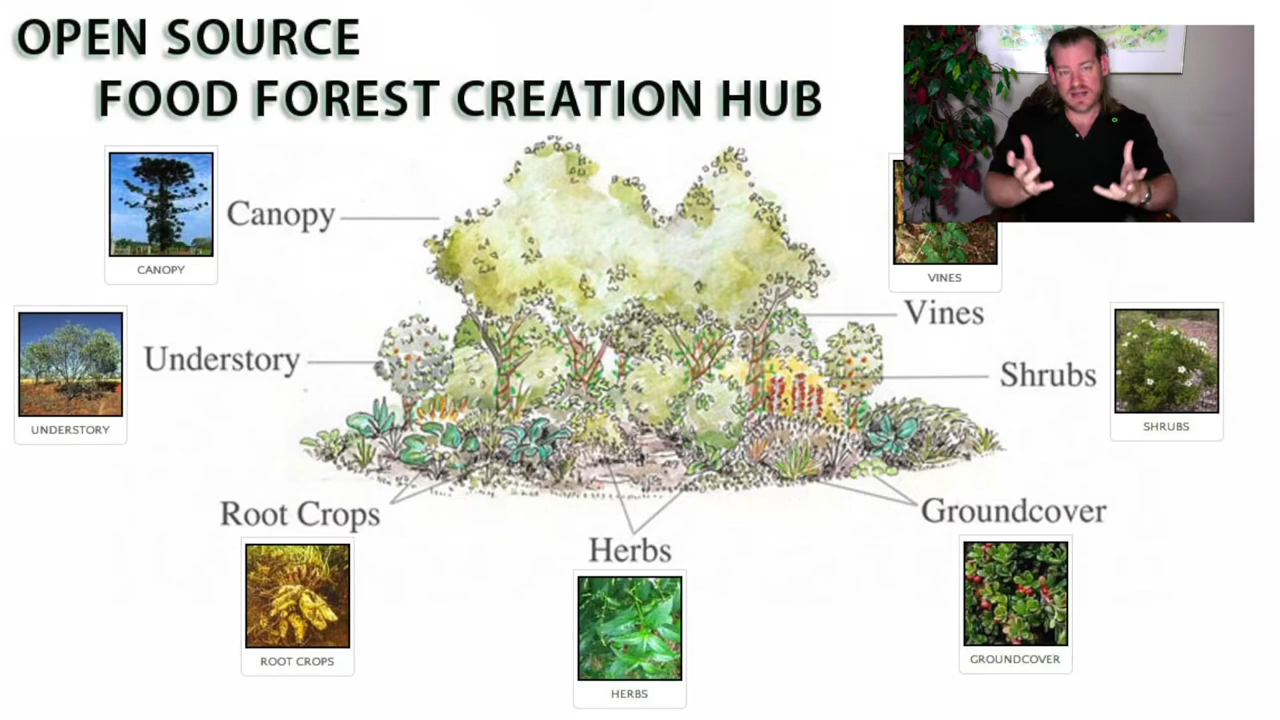 OPEN SOURCE
FOOD FOREST CREATION HUB
CANOPY
Canopy
VINES
Vines
UNDERSTORY
Understory
Shrubs
SHRUBS
Root Crops
ROOT CROPS
Herbs
HERBS
Groundcover
GROUNDCOVER